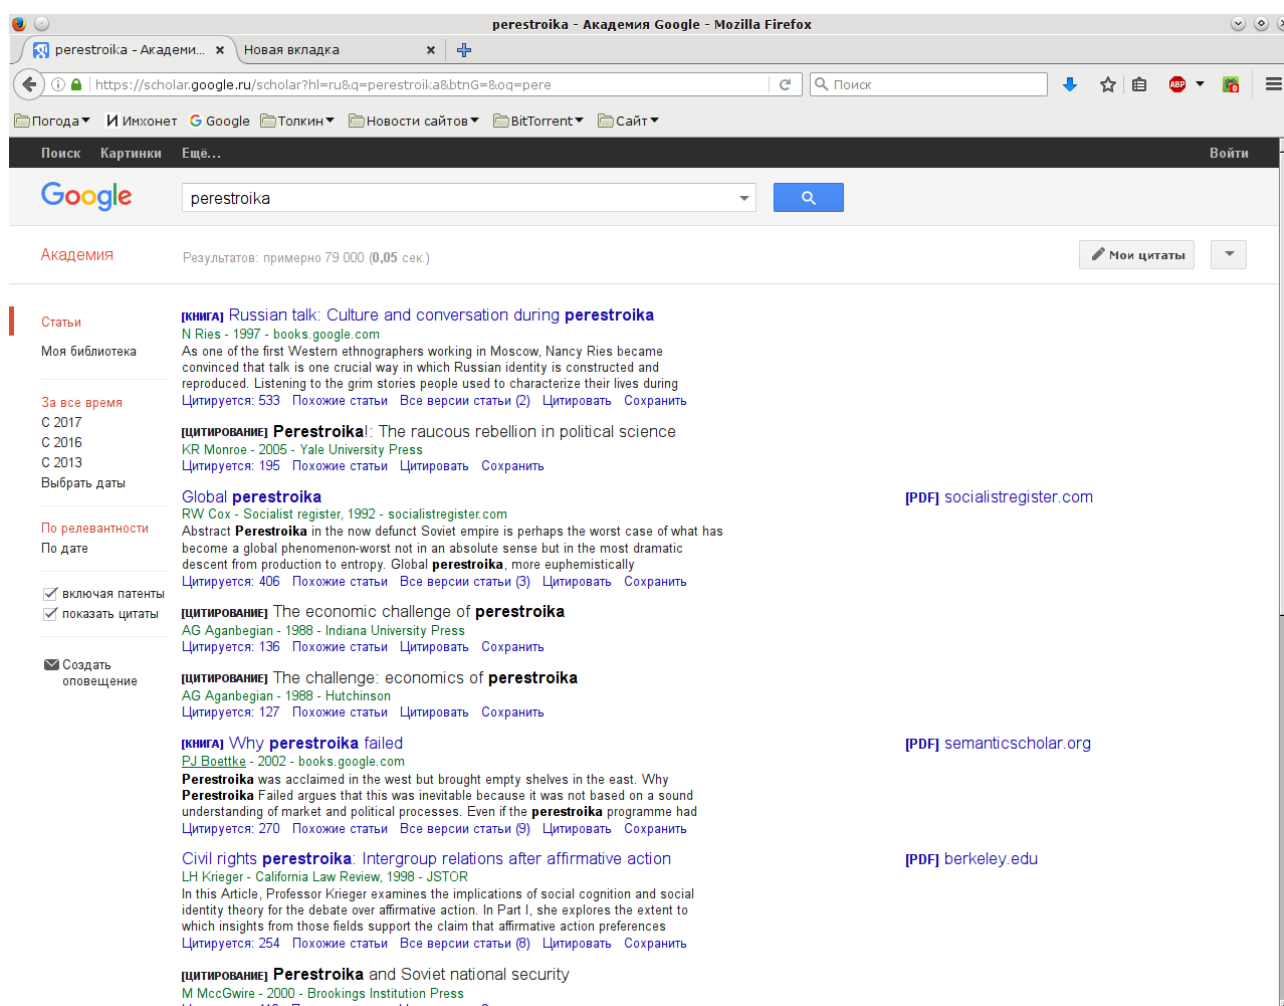 perestroika - Академия Google - Mozilla Firefox
perestroika - Академи... Новая вкладка
https://scholar.google.ru/scholar?hl=ru&q=perestroika&btnG=&oq=pere Поиск ABP 0
Погода Имхонет Google Толкин Новости сайтов BitTorrent Сайт
Поиск Картинки Ещё... Войти
Google perestroika
Академия Результатов: примерно 79 000 (0,05 сек.) Мои цитаты
Статьи
Моя библиотека
За все время
С 2017
С 2016
С 2013
Выбрать даты
По релевантности
По дате
включая патенты
показать цитаты
Создать
оповещение
[КНИГА] Russian talk: Culture and conversation during perestroika
N Ries - 1997 - books.google.com
As one of the first Western ethnographers working in Moscow, Nancy Ries became
convinced that talk is one crucial way in which Russian identity is constructed and
reproduced. Listening to the grim stories people used to characterize their lives during
Цитируется: 533 Похожие статьи Все версии статьи (2) Цитировать Сохранить
[ЦИТИРОВАНИЕ] Perestroika!: The raucous rebellion in political science
KR Monroe - 2005 - Yale University Press
Цитируется: 195 Похожие статьи Цитировать Сохранить
Global perestroika [PDF] socialistregister.com
RW Cox - Socialist register, 1992 - socialistregister.com
Abstract Perestroika in the now defunct Soviet empire is perhaps the worst case of what has
become a global phenomenon-worst not in an absolute sense but in the most dramatic
descent from production to entropy. Global perestroika, more euphemistically
Цитируется: 406 Похожие статьи Все версии статьи (3) Цитировать Сохранить
[ЦИТИРОВАНИЕ] The economic challenge of perestroika
AG Aganbegian - 1988 - Indiana University Press
Цитируется: 136 Похожие статьи Цитировать Сохранить
[ЦИТИРОВАНИЕ] The challenge: economics of perestroika
AG Aganbegian - 1988 - Hutchinson
Цитируется: 127 Похожие статьи Цитировать Сохранить
[КНИГА] Why perestroika failed [PDF] semanticscholar.org
PJ Boettke - 2002 - books.google.com
Perestroika was acclaimed in the west but brought empty shelves in the east. Why
Perestroika Failed argues that this was inevitable because it was not based on a sound
understanding of market and political processes. Even if the perestroika programme had
Цитируется: 270 Похожие статьи Все версии статьи (9) Цитировать Сохранить
Civil rights perestroika: Intergroup relations after affirmative action [PDF] berkeley.edu
LH Krieger - California Law Review, 1998 - JSTOR
In this Article, Professor Krieger examines the implications of social cognition and social
identity theory for the debate over affirmative action. In Part I, she explores the extent to
which insights from those fields support the claim that affirmative action preferences
Цитируется: 254 Похожие статьи Все версии статьи (8) Цитировать Сохранить
[ЦИТИРОВАНИЕ] Perestroika and Soviet national security
M MccGwire - 2000 - Brookings Institution Press